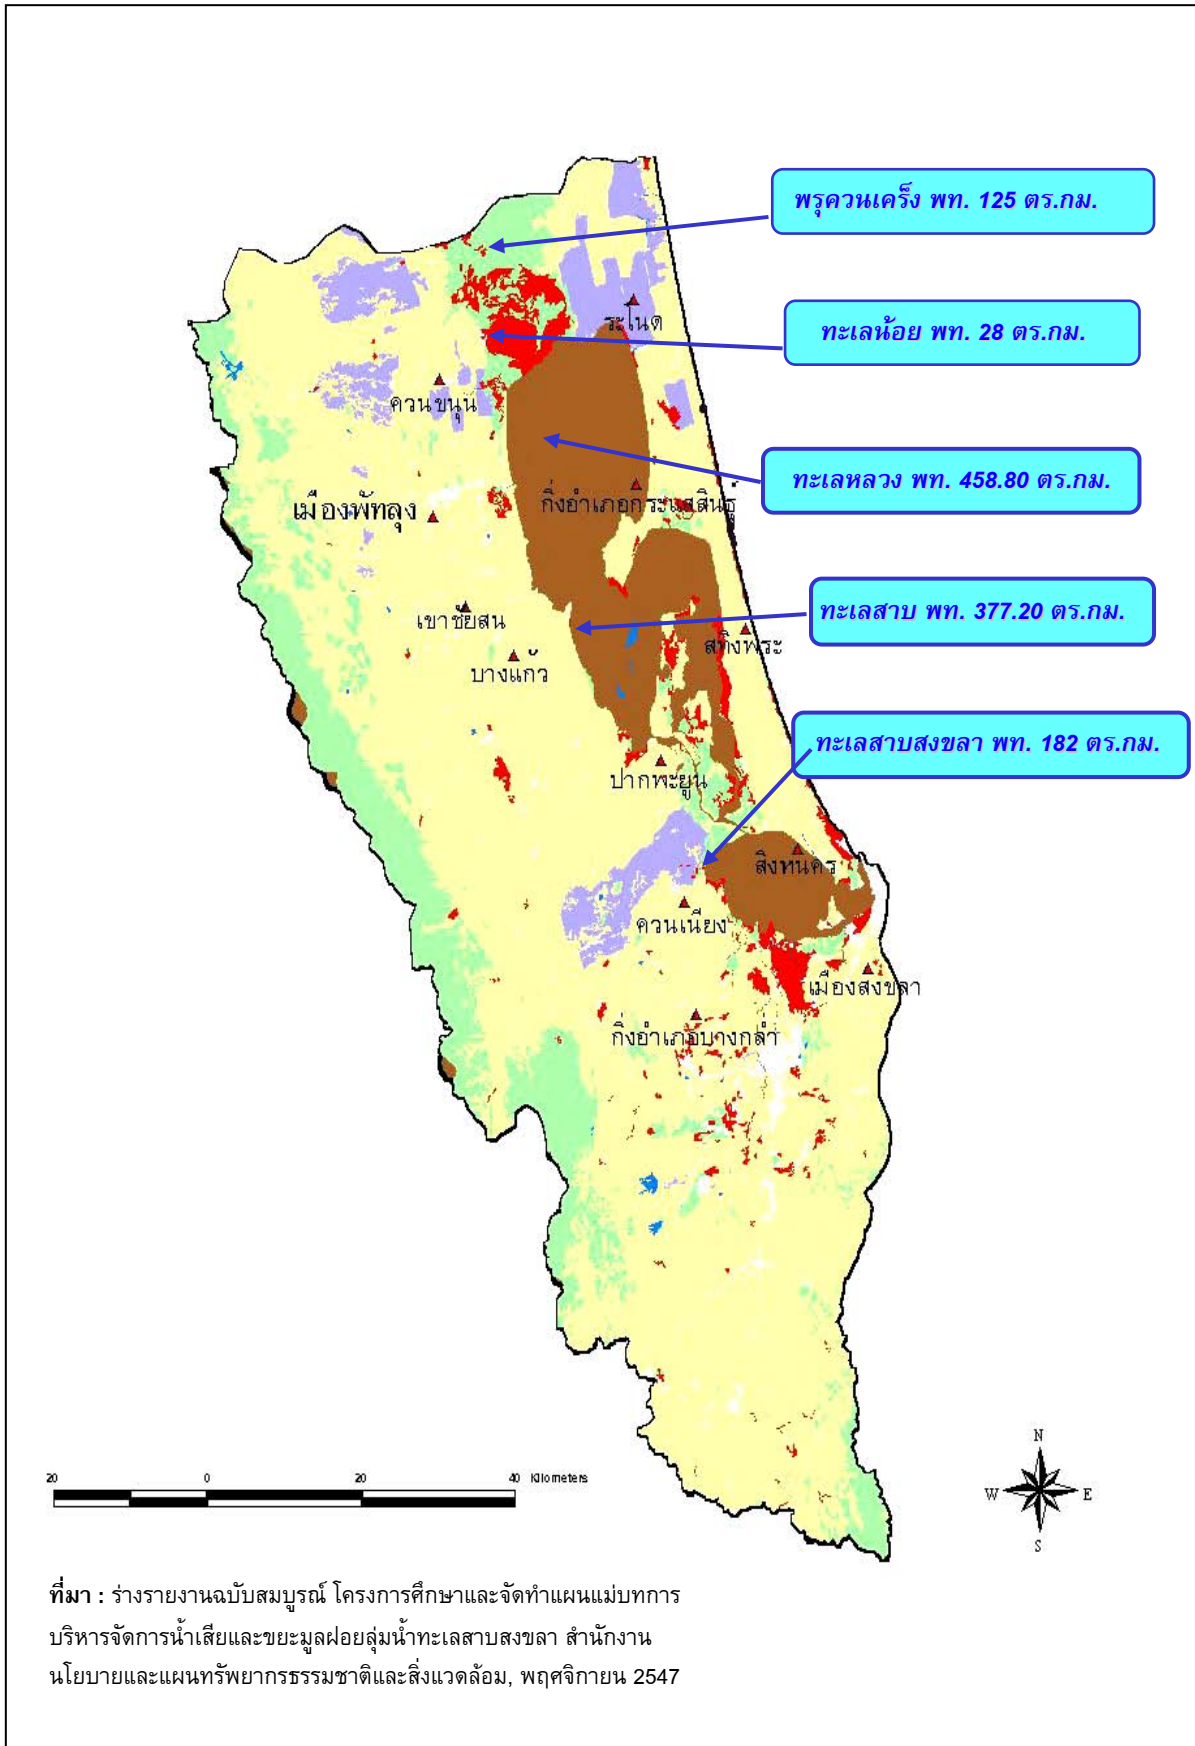 พรุควนเคร็ง พท. 125 ตร.กม.
ทะเลน้อย พท. 28 ตร.กม.
ระโนด
ควนขนุน
ทะเลหลวง พท. 458.80 ตร.กม.
กิ่งอำเภอกระแสสินธุ์
เมืองพัทลุง
ทะเลสาบ พท. 377.20 ตร.กม.
เขาชัยสน
สทิงพระ
บางแก้ว
ทะเลสาบสงขลา พท. 182 ตร.กม.
ปากพะยูน
สิงหนคร
ควนเนียง
เมืองสงขลา
กิ่งอำเภอบางกล่ำ
20 0 20 40 Kilometers
N
W E
S
ที่มา : ร่างรายงานฉบับสมบูรณ์ โครงการศึกษาและจัดทำแผนแม่บทการ
บริหารจัดการน้ำเสียและขยะมูลฝอยลุ่มน้ำทะเลสาบสงขลา สำนักงาน
นโยบายและแผนทรัพยากรธรรมชาติและสิ่งแวดล้อม, พฤศจิกายน 2547